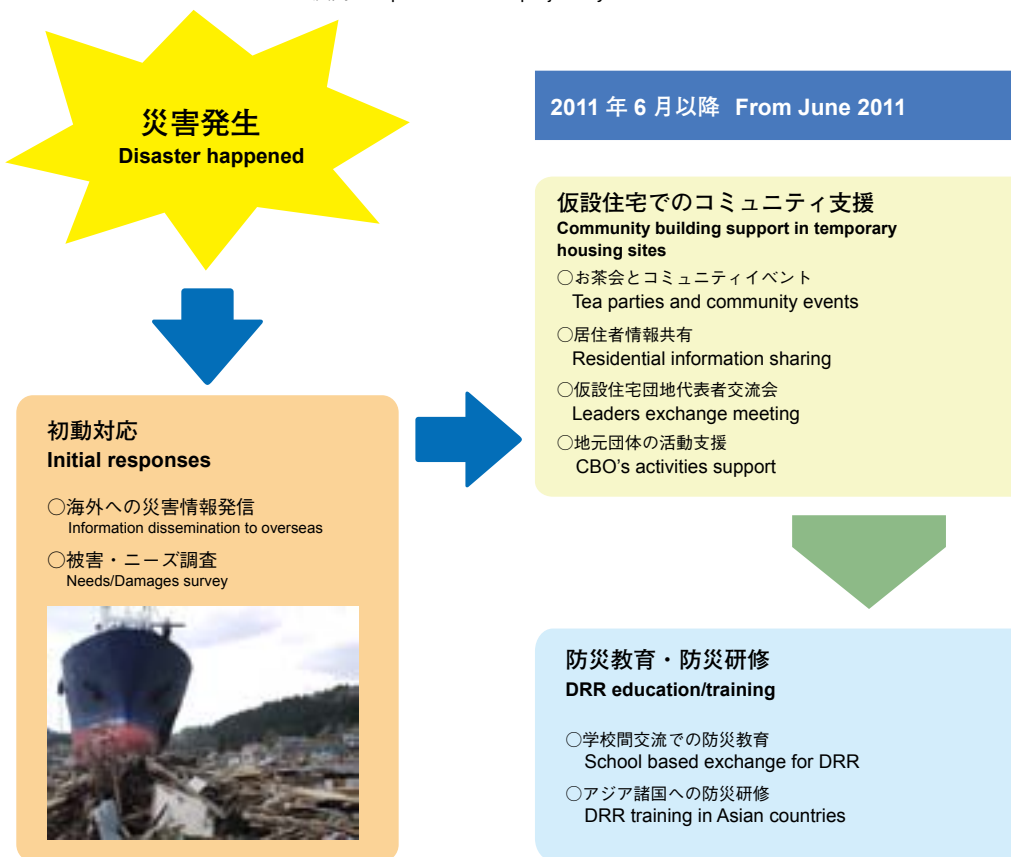 災害発生
Disaster happened
初動対応
Initial responses
○海外への災害情報発信
Information dissemination to overseas
○被害・ニーズ調査
Needs/Damages survey
2011 年 6 月以降 From June 2011
仮設住宅でのコミュニティ支援
Community building support in temporary
housing sites
○お茶会とコミュニティイベント
Tea parties and community events
○居住者情報共有
Residential information sharing
○仮設住宅団地代表者交流会
Leaders exchange meeting
○地元団体の活動支援
CBO’s activities support
防災教育・防災研修
DRR education/training
○学校間交流での防災教育
School based exchange for DRR
○アジア諸国への防災研修
DRR training in Asian countries